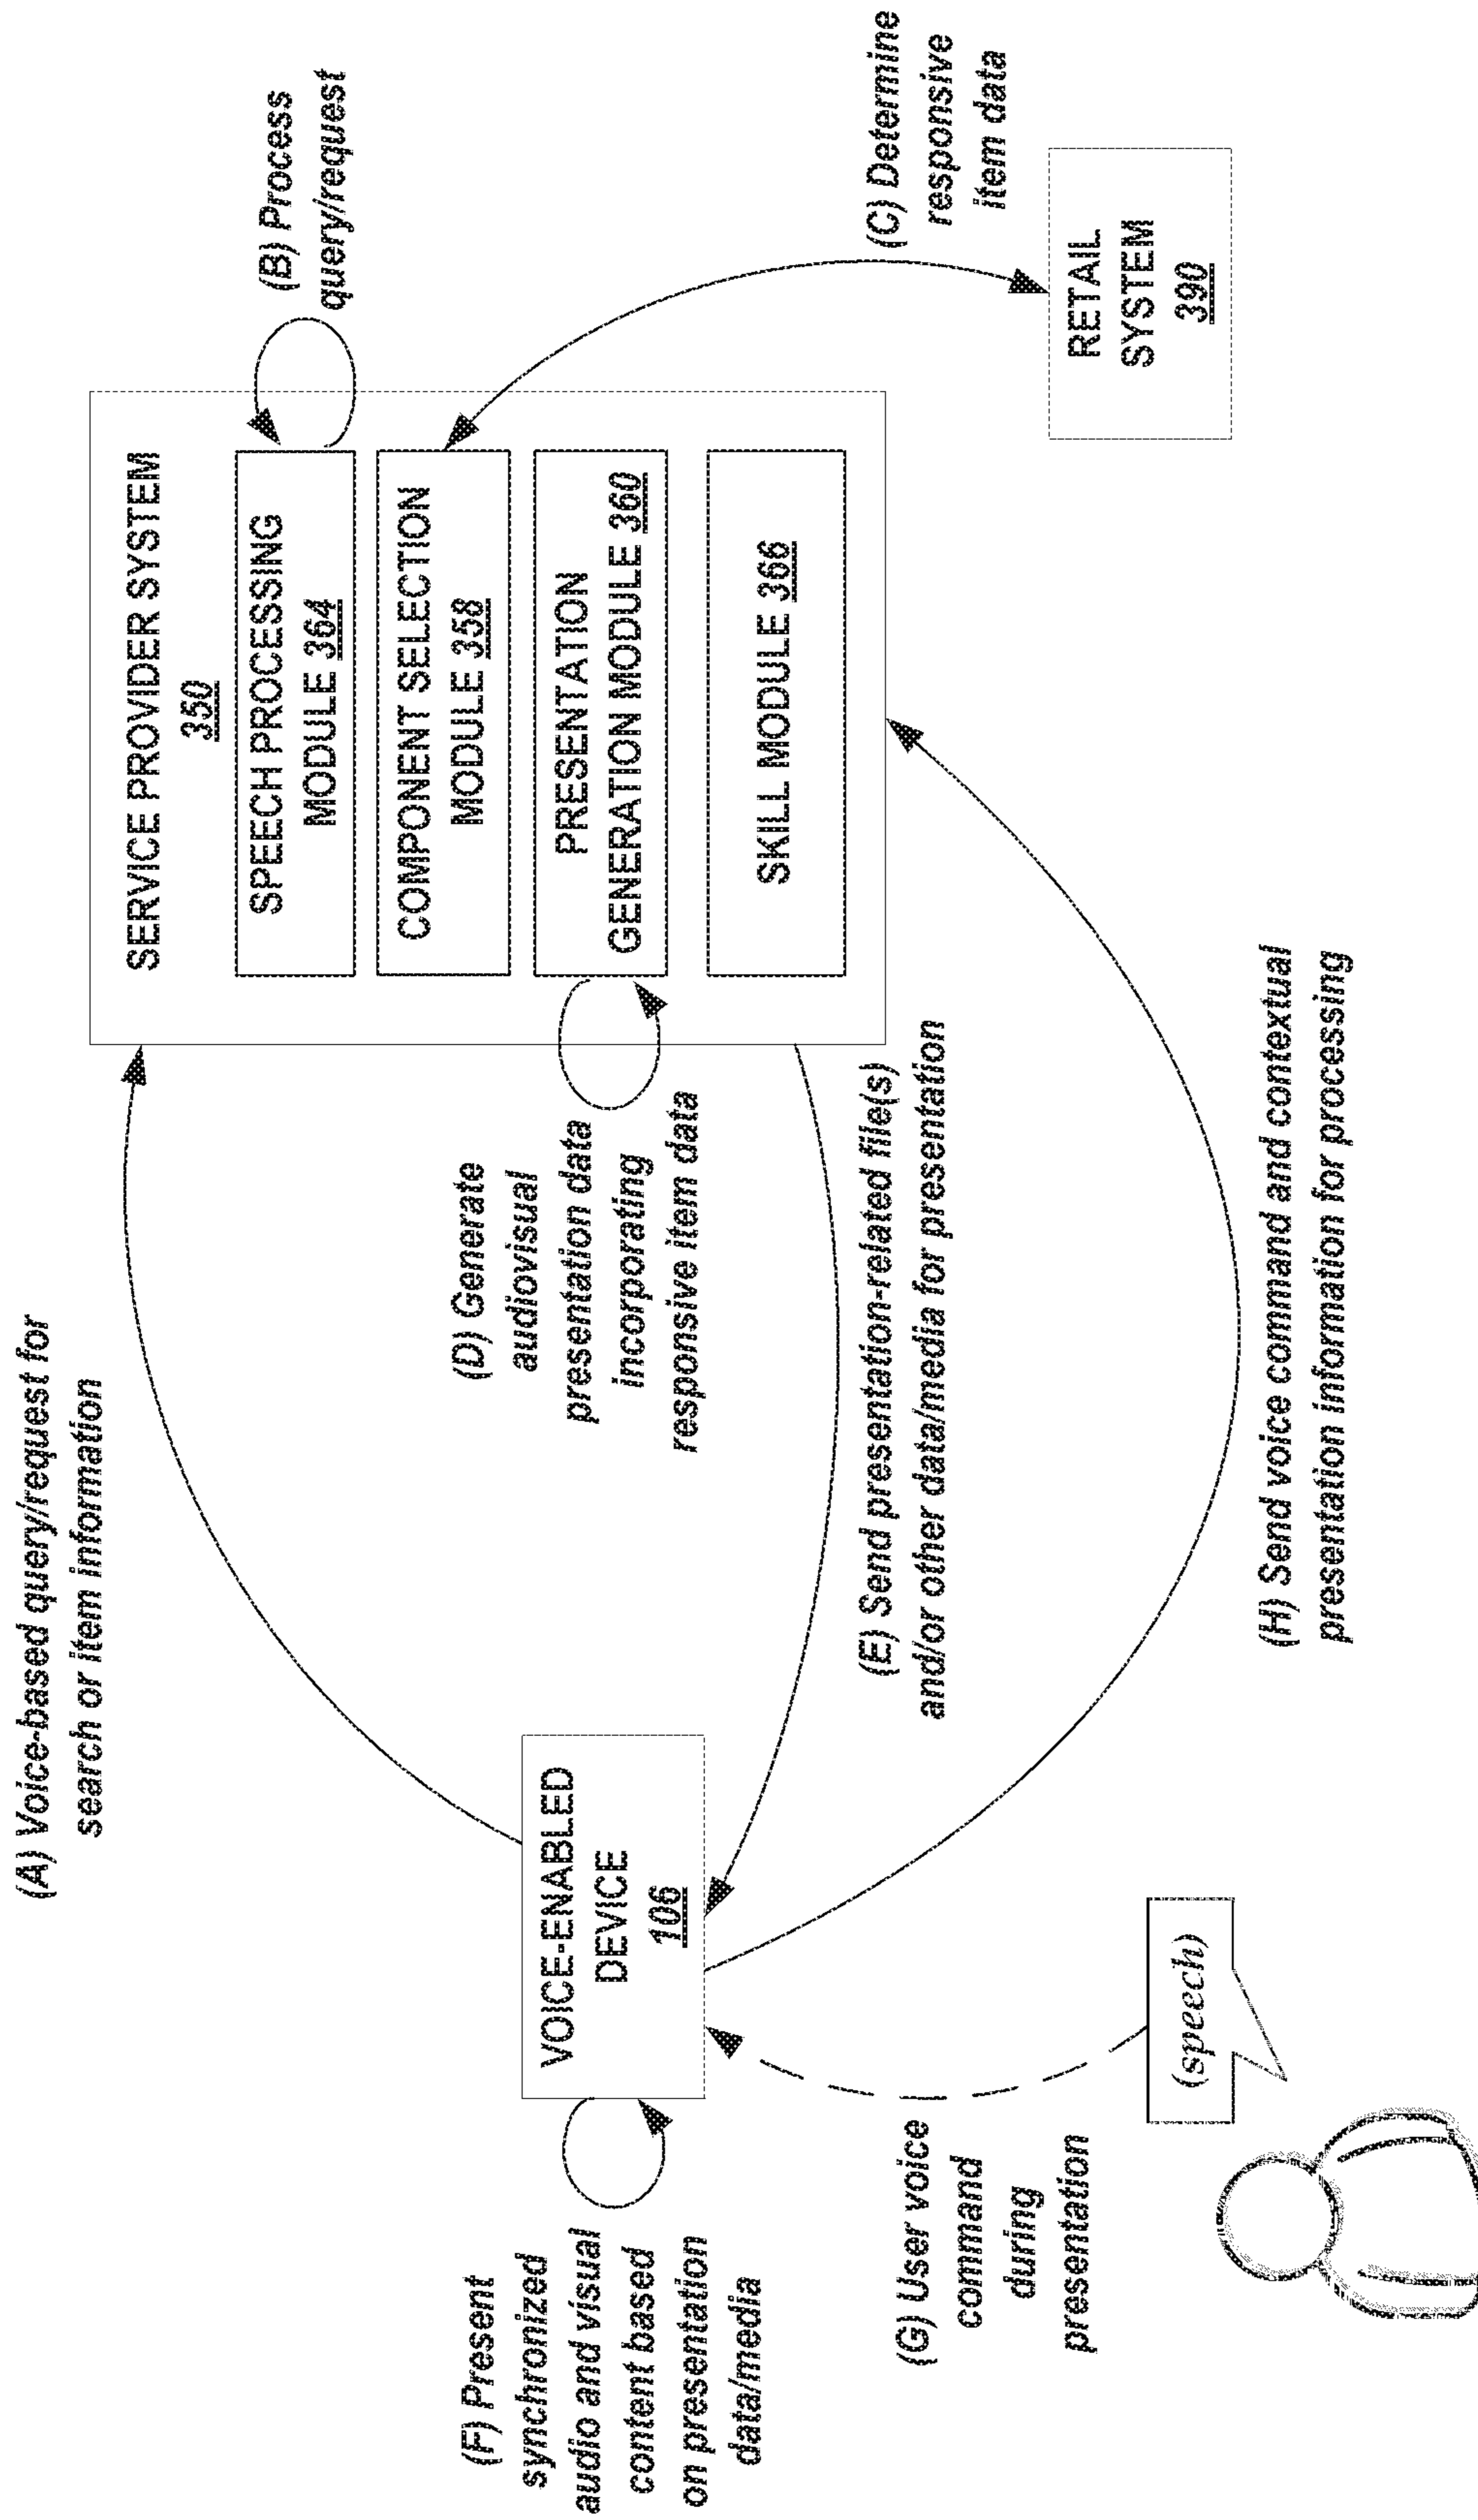 (A) Voice-based query/request for
search or item information
SERVICE PROVIDER SYSTEM
350
SPEECH PROCESSING
MODULE 364
COMPONENT SELECTION
MODULE 358
PRESENTATION
GENERATION MODULE 360
SKILL MODULE 366
(B) Process
query/request
(C) Determine
responsive
item data
RETAIL
SYSTEM
390
(D) Generate
audiovisual
presentation data
incorporating
responsive item data
(E) Send presentation-related file(s)
and/or other data/media for presentation
VOICE-ENABLED
DEVICE
106
(F) Present
synchronized
audio and visual
content based
on presentation
data/media
(G) User voice
command
during
presentation
(speech)
(H) Send voice command and contextual
presentation information for processing